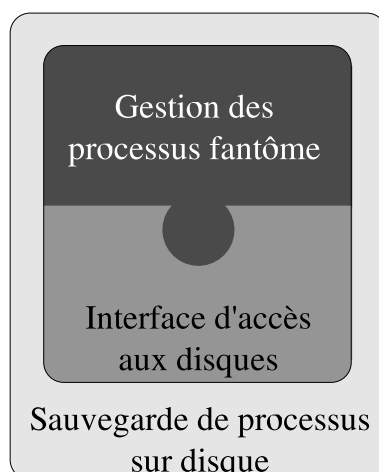 Gestion des
processus fantôme
Interface d'accès
aux disques
Sauvegarde de processus
sur disque